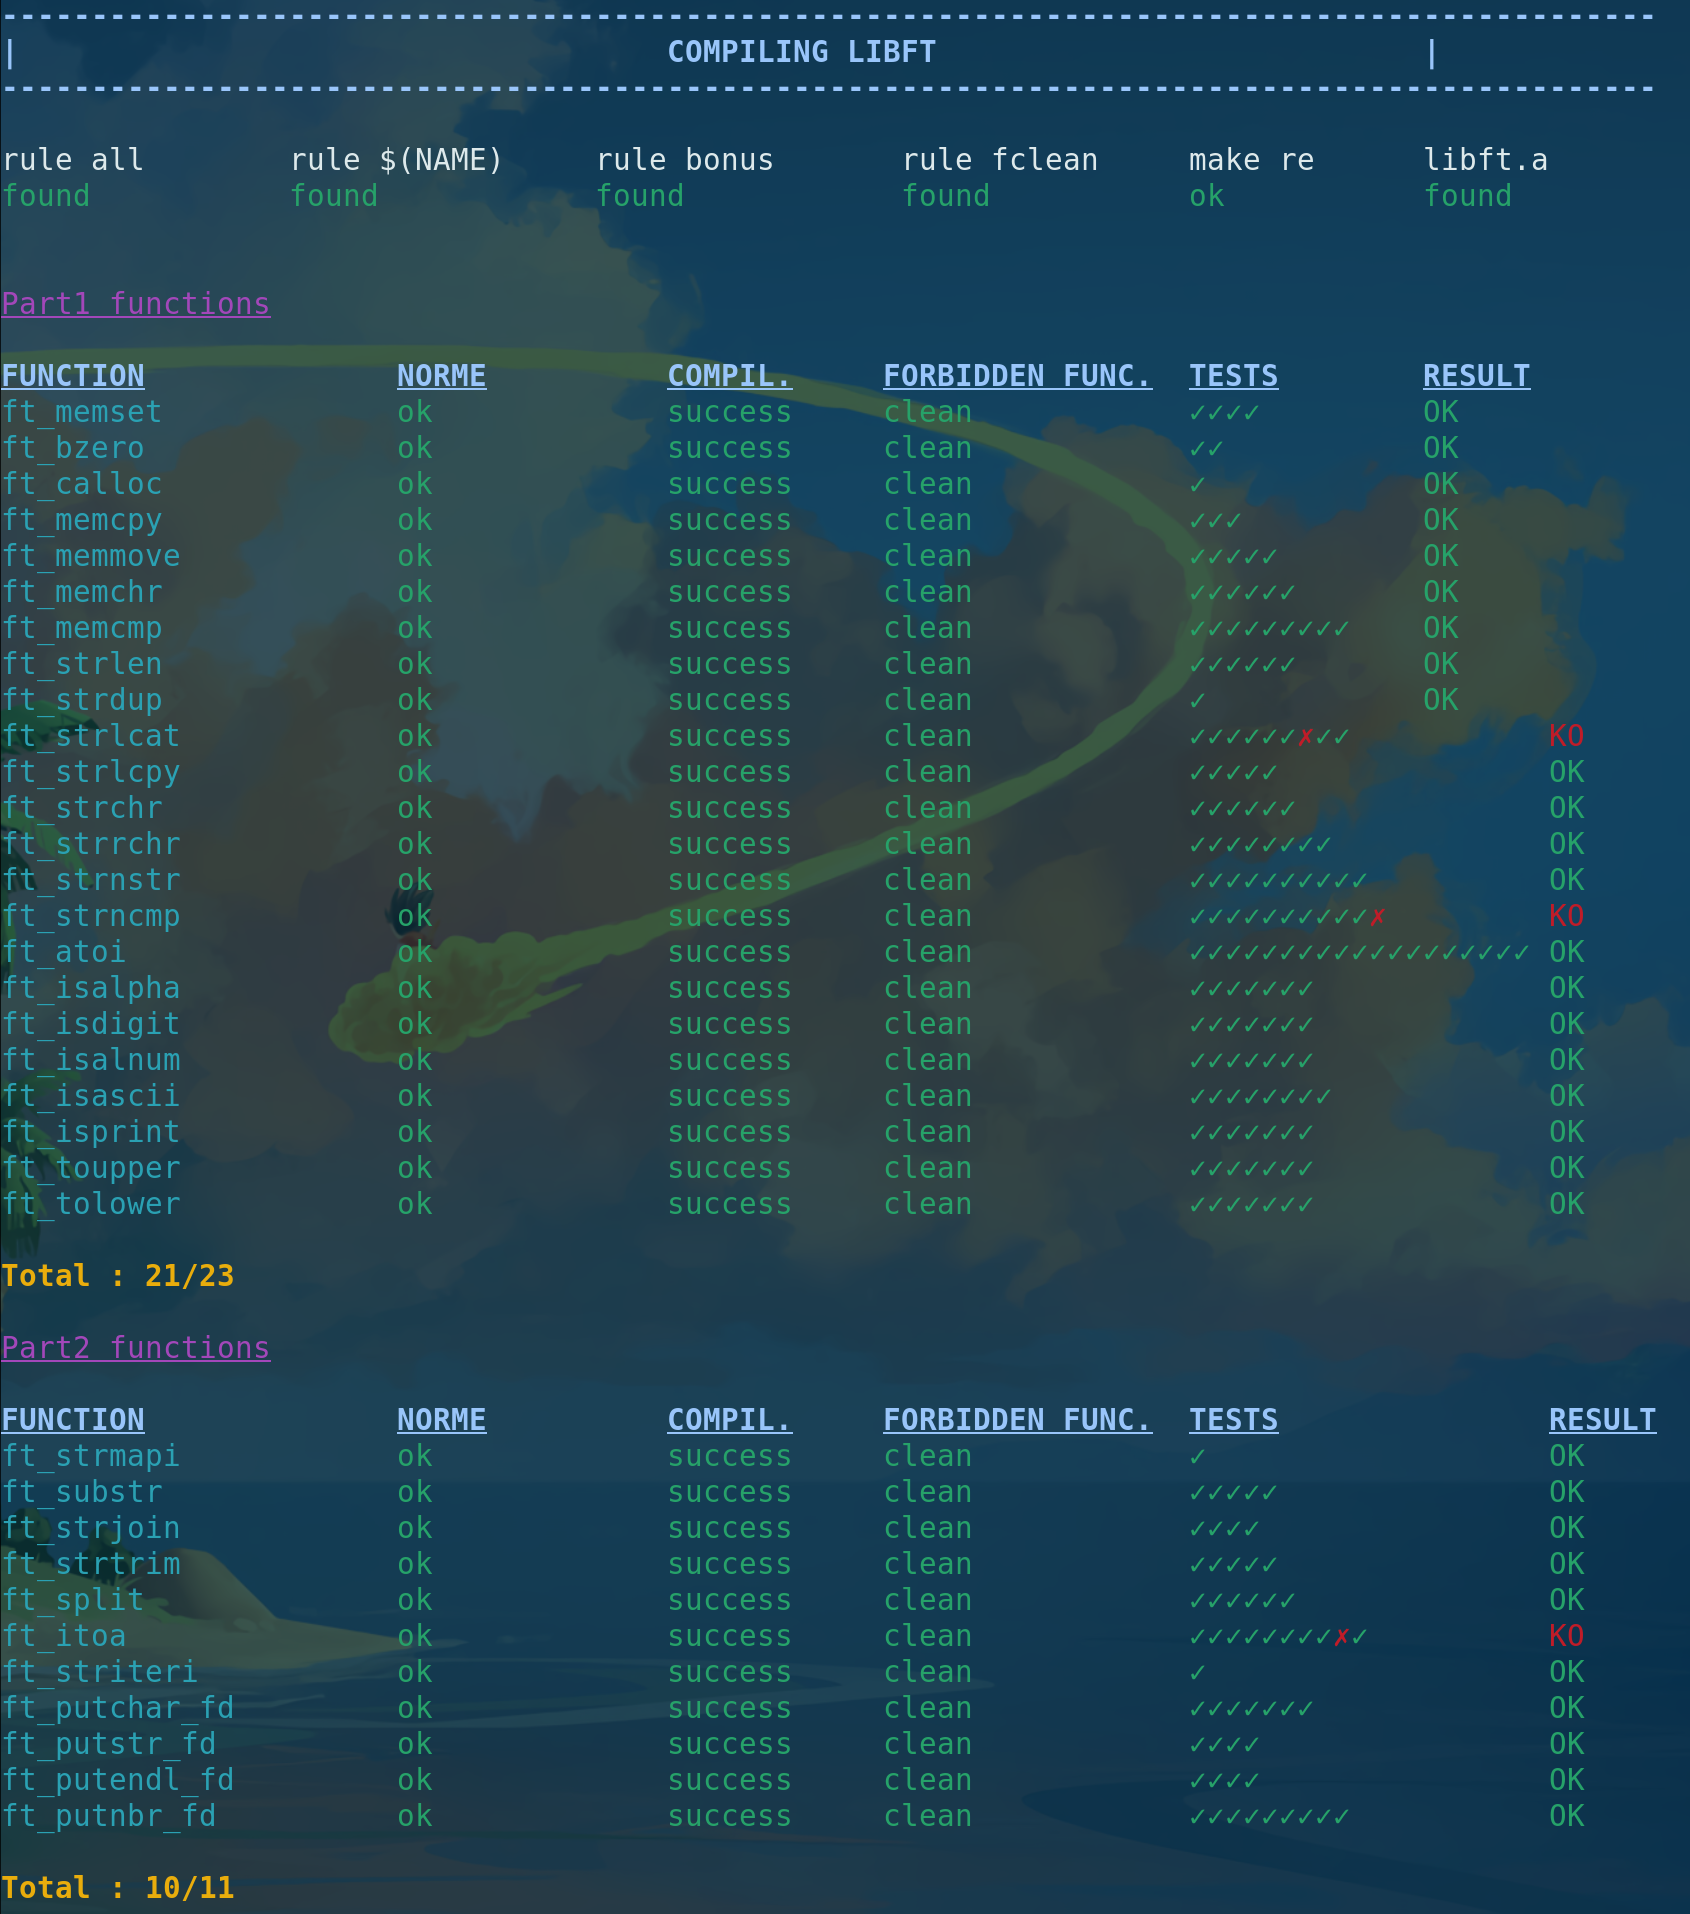 --------------------------------------------------------------------------------------------
| COMPILING LIBFT |
--------------------------------------------------------------------------------------------
rule all rule $(NAME) rule bonus rule fclean make re libft.a
found found found found ok found
Part1 functions
FUNCTION NORME COMPIL. FORBIDDEN FUNC. TESTS RESULT
ft_memset ok success clean ✓✓✓✓ OK
ft_bzero ok success clean ✓✓ OK
ft_calloc ok success clean ✓ OK
ft_memcpy ok success clean ✓✓✓ OK
ft_memmove ok success clean ✓✓✓✓✓ OK
ft_memchr ok success clean ✓✓✓✓✓✓ OK
ft_memcmp ok success clean ✓✓✓✓✓✓✓✓✓ OK
ft_strlen ok success clean ✓✓✓✓✓✓ OK
ft_strdup ok success clean ✓ OK
ft_strlcat ok success clean ✓✓✓✓✓✓✗✓✓ KO
ft_strlcpy ok success clean ✓✓✓✓✓ OK
ft_strchr ok success clean ✓✓✓✓✓✓ OK
ft_strrchr ok success clean ✓✓✓✓✓✓✓✓ OK
ft_strnstr ok success clean ✓✓✓✓✓✓✓✓✓✓ OK
ft_strncmp ok success clean ✓✓✓✓✓✓✓✓✓✓✗ KO
ft_atoi ok success clean ✓✓✓✓✓✓✓✓✓✓✓✓✓✓✓✓✓✓✓ OK
ft_isalpha ok success clean ✓✓✓✓✓✓✓ OK
ft_isdigit ok success clean ✓✓✓✓✓✓✓ OK
ft_isalnum ok success clean ✓✓✓✓✓✓✓ OK
ft_isascii ok success clean ✓✓✓✓✓✓✓✓ OK
ft_isprint ok success clean ✓✓✓✓✓✓✓ OK
ft_toupper ok success clean ✓✓✓✓✓✓✓ OK
ft_tolower ok success clean ✓✓✓✓✓✓✓ OK
Total : 21/23
Part2 functions
FUNCTION NORME COMPIL. FORBIDDEN FUNC. TESTS RESULT
ft_strmapi ok success clean ✓ OK
ft_substr ok success clean ✓✓✓✓✓ OK
ft_strjoin ok success clean ✓✓✓✓ OK
ft_strtrim ok success clean ✓✓✓✓✓ OK
ft_split ok success clean ✓✓✓✓✓✓ OK
ft_itoa ok success clean ✓✓✓✓✓✓✓✓✗✓ KO
ft_striteri ok success clean ✓ OK
ft_putchar_fd ok success clean ✓✓✓✓✓✓✓ OK
ft_putstr_fd ok success clean ✓✓✓✓ OK
ft_putendl_fd ok success clean ✓✓✓✓ OK
ft_putnbr_fd ok success clean ✓✓✓✓✓✓✓✓✓ OK
Total : 10/11